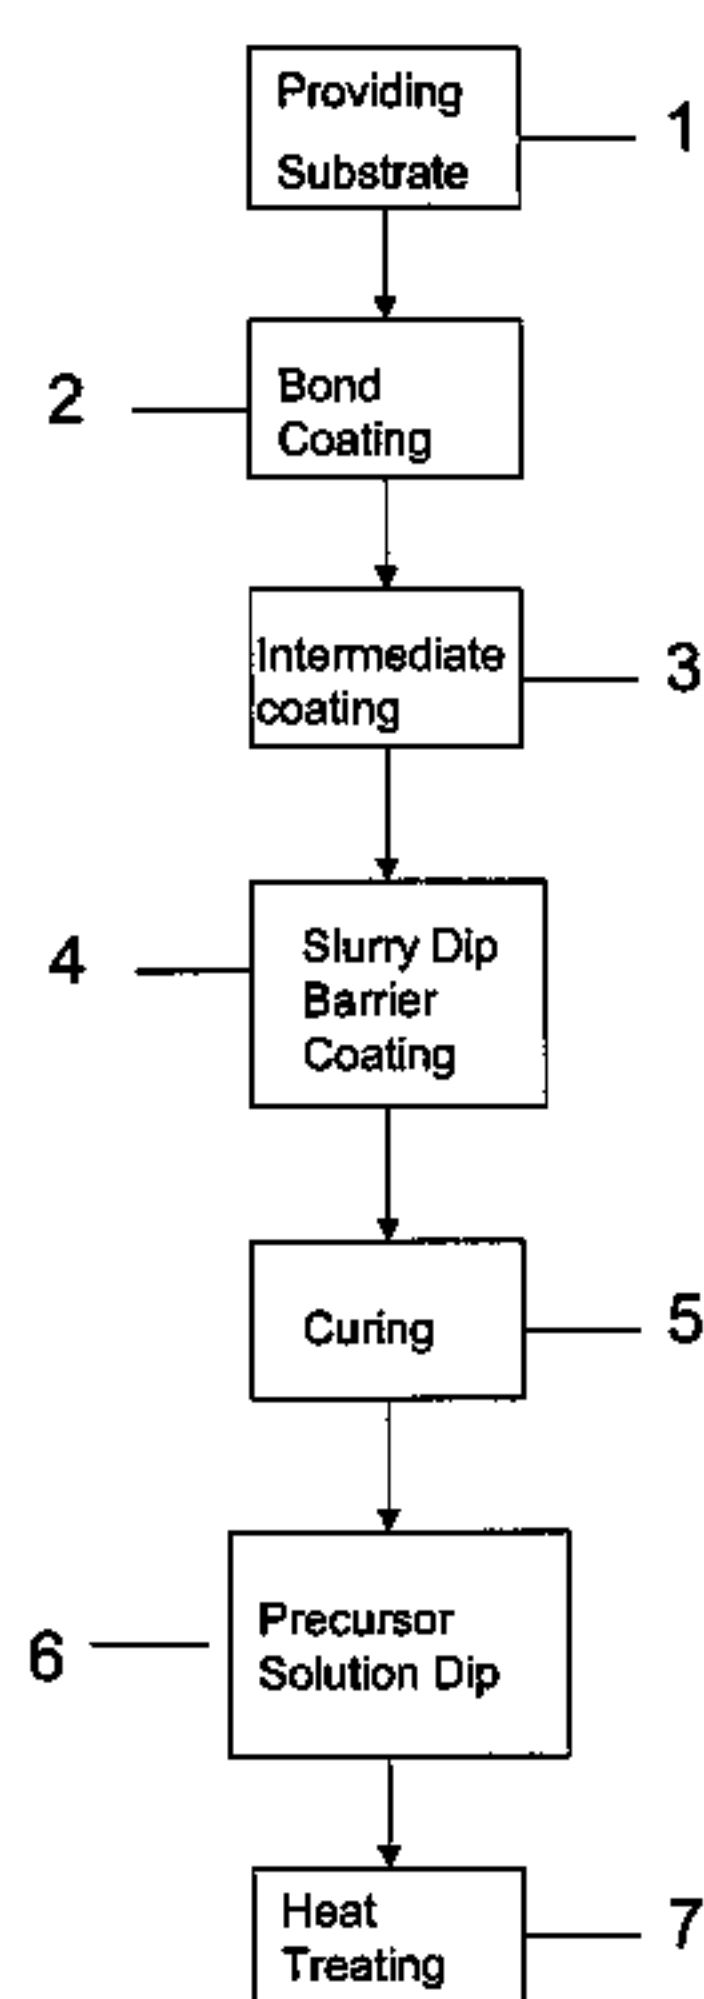 Providing
Substrate
1
2
Bond
Coating
Intermediate
coating
3
4
Slurry Dip
Barrier
Coating
Curing
5
6
Precursor
Solution Dip
Heat
Treating
7